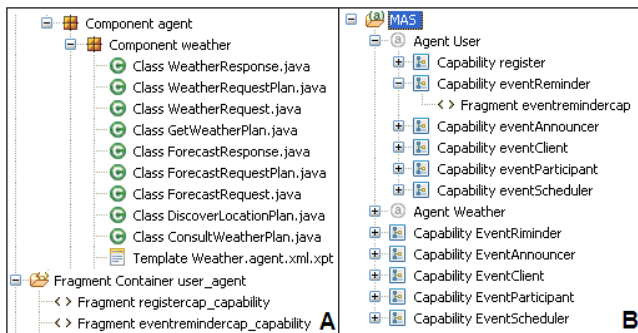 Component agent
Component weather
Class WeatherResponse.java
Class WeatherRequestPlan.java
Class WeatherRequest.java
Class GetWeatherPlan.java
Class ForecastResponse.java
Class ForecastRequestPlan.java
Class ForecastRequest.java
Class DiscoverLocationPlan.java
Class ConsultWeatherPlan.java
Template Weather.agent.xml.xpt
Fragment Container user_agent
Fragment registercap_capability
Fragment eventremindercap_capability
A
MAS
Agent User
Capability register
Capability eventReminder
Fragment eventremindercap
Capability eventAnnouncer
Capability eventClient
Capability eventParticipant
Capability eventScheduler
Agent Weather
Capability EventRiminder
Capability EventAnnouncer
Capability EventClient
Capability EventParticipant
Capability EventScheduler
B